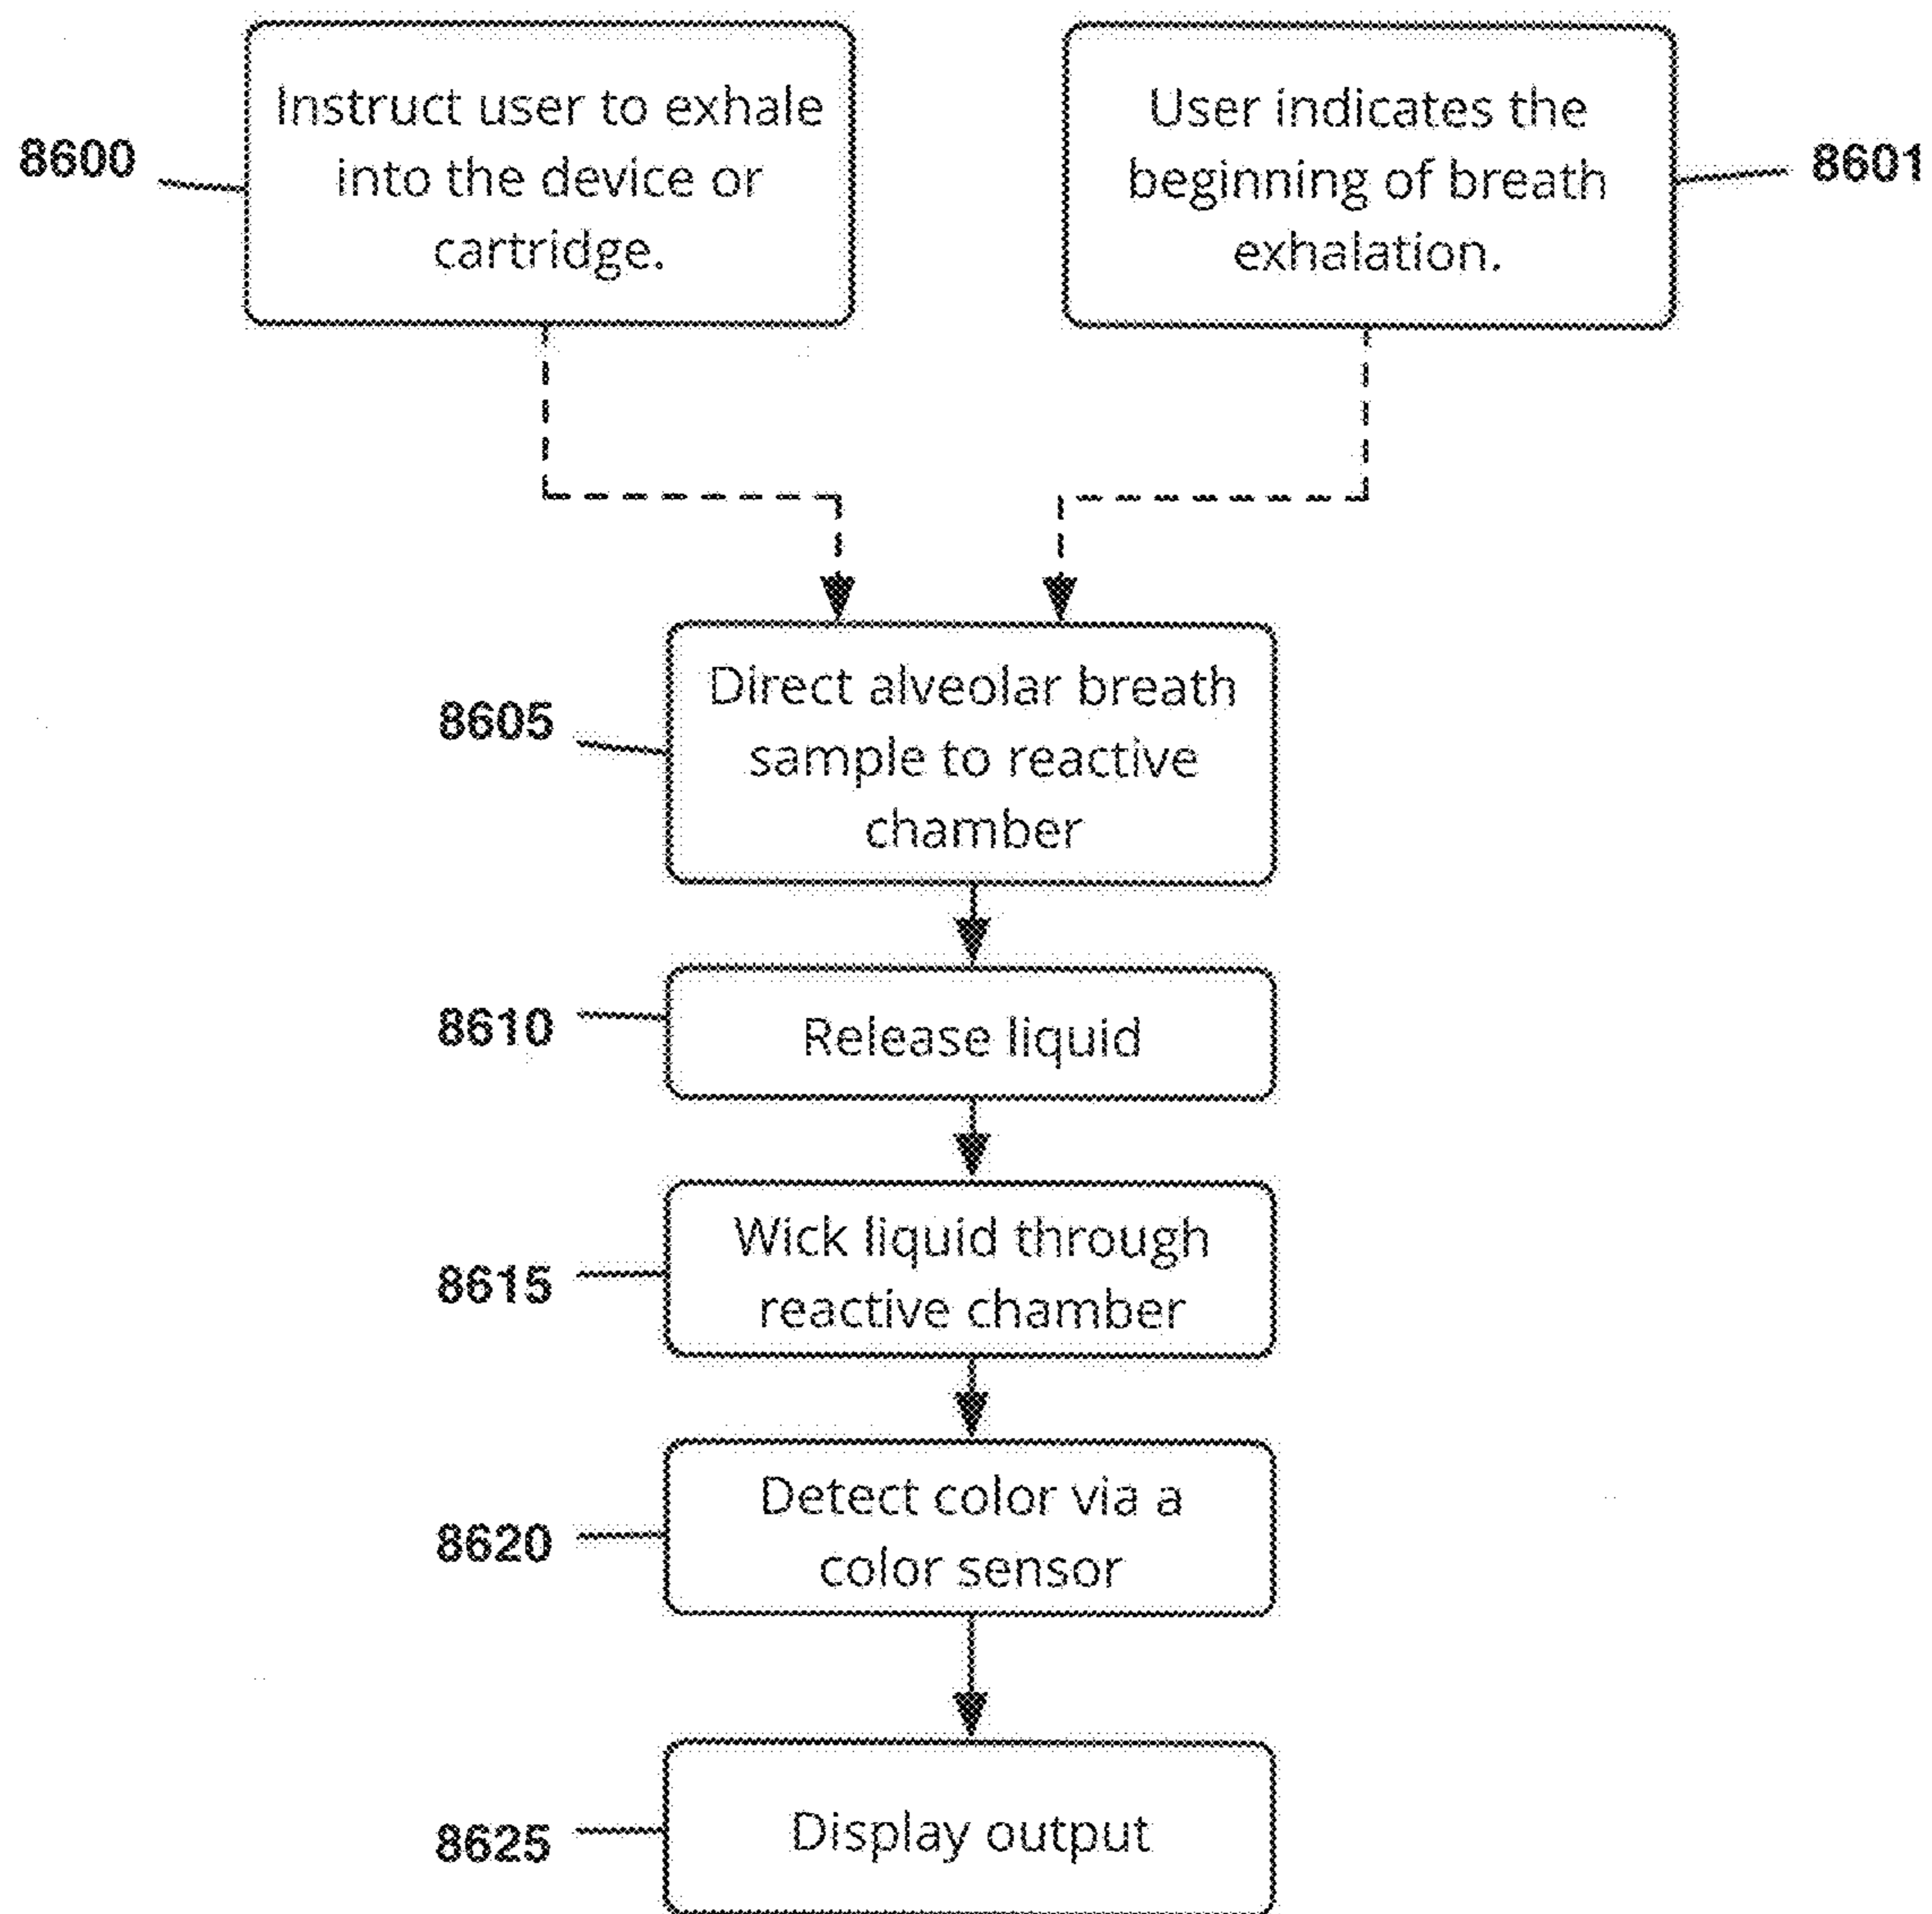 8600
Instruct user to exhale
into the device or
cartridge.
User indicates the
beginning of breath
exhalation.
8601
8605
Direct alveolar breath
sample to reactive
chamber
8610
Release liquid
8615
Wick liquid through
reactive chamber
8620
Detect color via a
color sensor
8625
Display output